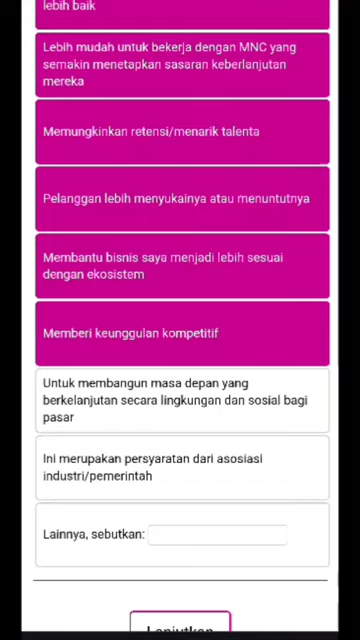 lebih baik
Lebih mudah untuk bekerja dengan MNC yang
semakin menetapkan sasaran keberlanjutan
mereka
Memungkinkan retensi/menarik talenta
Pelanggan lebih menyukainya atau menuntutnya
Membantu bisnis saya menjadi lebih sesuai
dengan ekosistem
Memberi keunggulan kompetitif
Untuk membangun masa depan yang
berkelanjutan secara lingkungan dan sosial bagi
pasar
Ini merupakan persyaratan dari asosiasi
industri/pemerintah
Lainnya, sebutkan:
Lanjutkan